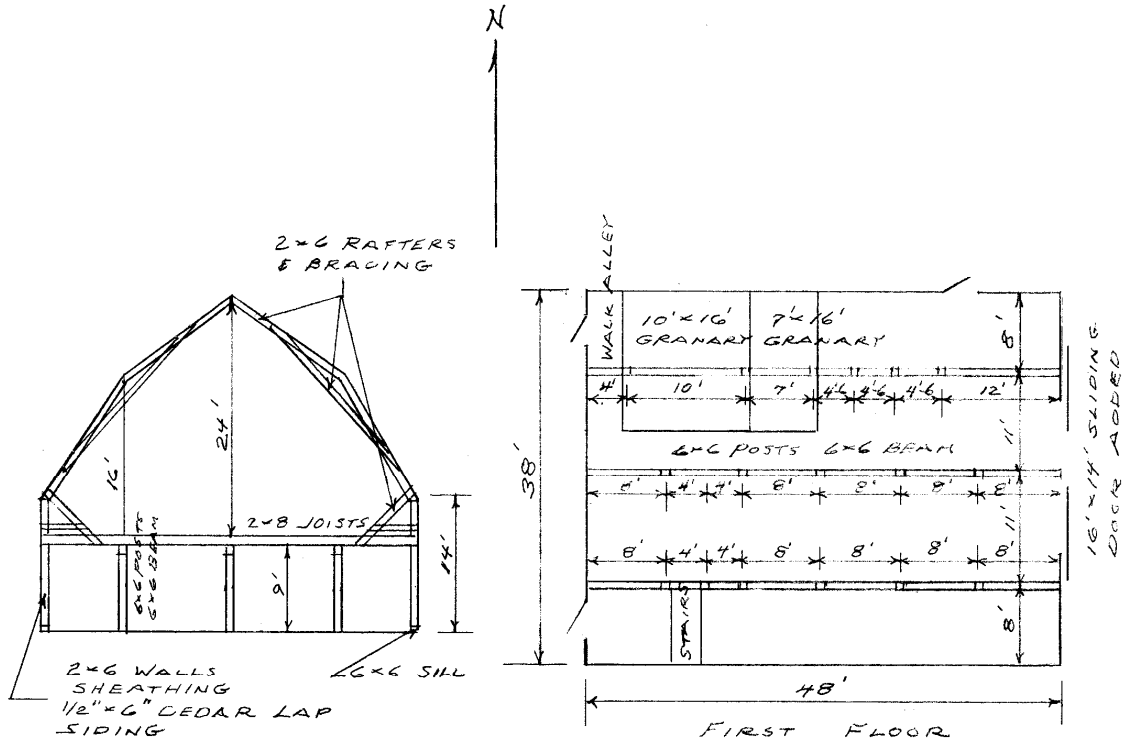 N
2×6 RAFTERS
& BRACING
24'
16'
2×8 JOISTS
6×6 POSTS
6×6 BEAM
9'
14'
2×6 WALLS
SHEATHING
1/2"×6" CEDAR LAP
SIDING
6×6 SILL
WALK ALLEY
10'×16'
GRANARY
7'×16'
GRANARY
8'
4' 10' 7' 4'6 4'6 4'6 12'
11'
6×6 POSTS 6×6 BEAM
38'
8' 4' 4' 8' 8' 8' 8'
11'
8' 4' 4' 8' 8' 8' 8'
STAIRS
8'
16'×14' SLIDING
DOOR ADDED
48'
FIRST FLOOR